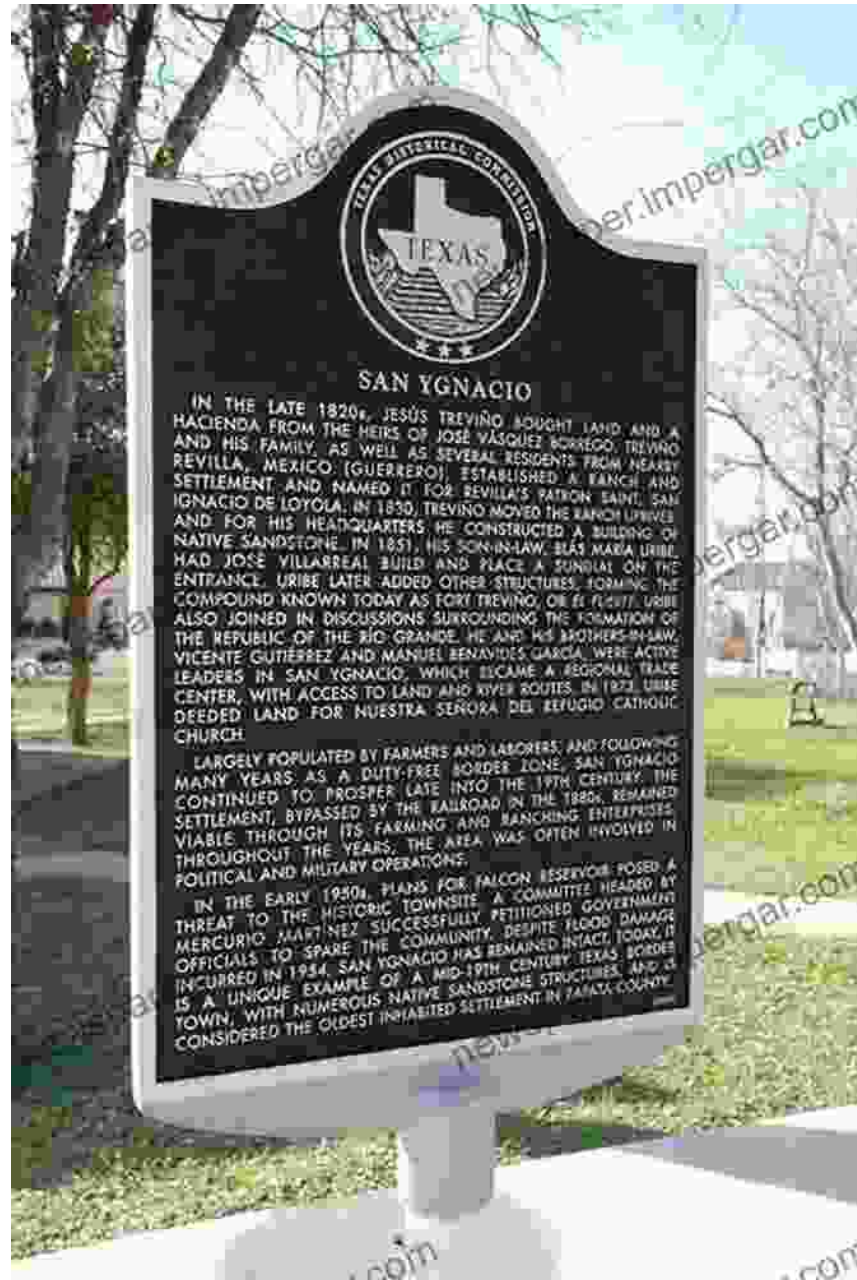 TEXAS HISTORICAL COMMISSION
TEXAS
SAN YGNACIO
IN THE LATE 1820s, JESÚS TREVIÑO BOUGHT LAND AND A
HACIENDA FROM THE HEIRS OF JOSÉ VÁSQUEZ BORREGO. TREVIÑO
AND HIS FAMILY, AS WELL AS SEVERAL RESIDENTS FROM NEARBY
REVILLA, MEXICO (GUERRERO), ESTABLISHED A RANCH AND
SETTLEMENT AND NAMED IT FOR REVILLA'S PATRON SAINT, SAN
IGNACIO DE LOYOLA. IN 1830, TREVIÑO MOVED THE RANCH UPRIVER
AND FOR HIS HEADQUARTERS HE CONSTRUCTED A BUILDING OF
NATIVE SANDSTONE. IN 1851, HIS SON-IN-LAW, BLÁS MARÍA URIBE,
HAD JOSÉ VILLARREAL BUILD AND PLACE A SUNDIAL ON THE
ENTRANCE. URIBE LATER ADDED OTHER STRUCTURES, FORMING THE
COMPOUND KNOWN TODAY AS FORT TREVIÑO, OR EL FUERTE. URIBE
ALSO JOINED IN DISCUSSIONS SURROUNDING THE FORMATION OF
THE REPUBLIC OF THE RÍO GRANDE. HE AND HIS BROTHERS-IN-LAW,
VICENTE GUTIÉRREZ AND MANUEL BENAVIDES GARCÍA, WERE ACTIVE
LEADERS IN SAN YGNACIO, WHICH BECAME A REGIONAL TRADE
CENTER, WITH ACCESS TO LAND AND RIVER ROUTES. IN 1873, URIBE
DEEDED LAND FOR NUESTRA SEÑORA DEL REFUGIO CATHOLIC
CHURCH.
LARGELY POPULATED BY FARMERS AND LABORERS, AND FOLLOWING
MANY YEARS AS A DUTY-FREE BORDER ZONE, SAN YGNACIO
CONTINUED TO PROSPER LATE INTO THE 19TH CENTURY. THE
SETTLEMENT, BYPASSED BY THE RAILROAD IN THE 1880s, REMAINED
VIABLE THROUGH ITS FARMING AND RANCHING ENTERPRISES.
THROUGHOUT THE YEARS, THE AREA WAS OFTEN INVOLVED IN
POLITICAL AND MILITARY OPERATIONS.
IN THE EARLY 1950s, PLANS FOR FALCON RESERVOIR POSED A
THREAT TO THE HISTORIC TOWNSITE. A COMMITTEE HEADED BY
MERCURIO MARTÍNEZ SUCCESSFULLY PETITIONED GOVERNMENT
OFFICIALS TO SPARE THE COMMUNITY. DESPITE FLOOD DAMAGE
INCURRED IN 1954, SAN YGNACIO HAS REMAINED INTACT. TODAY, IT
IS A UNIQUE EXAMPLE OF A MID-19TH CENTURY TEXAS BORDER
TOWN, WITH NUMEROUS NATIVE SANDSTONE STRUCTURES, AND IS
CONSIDERED THE OLDEST INHABITED SETTLEMENT IN ZAPATA COUNTY.